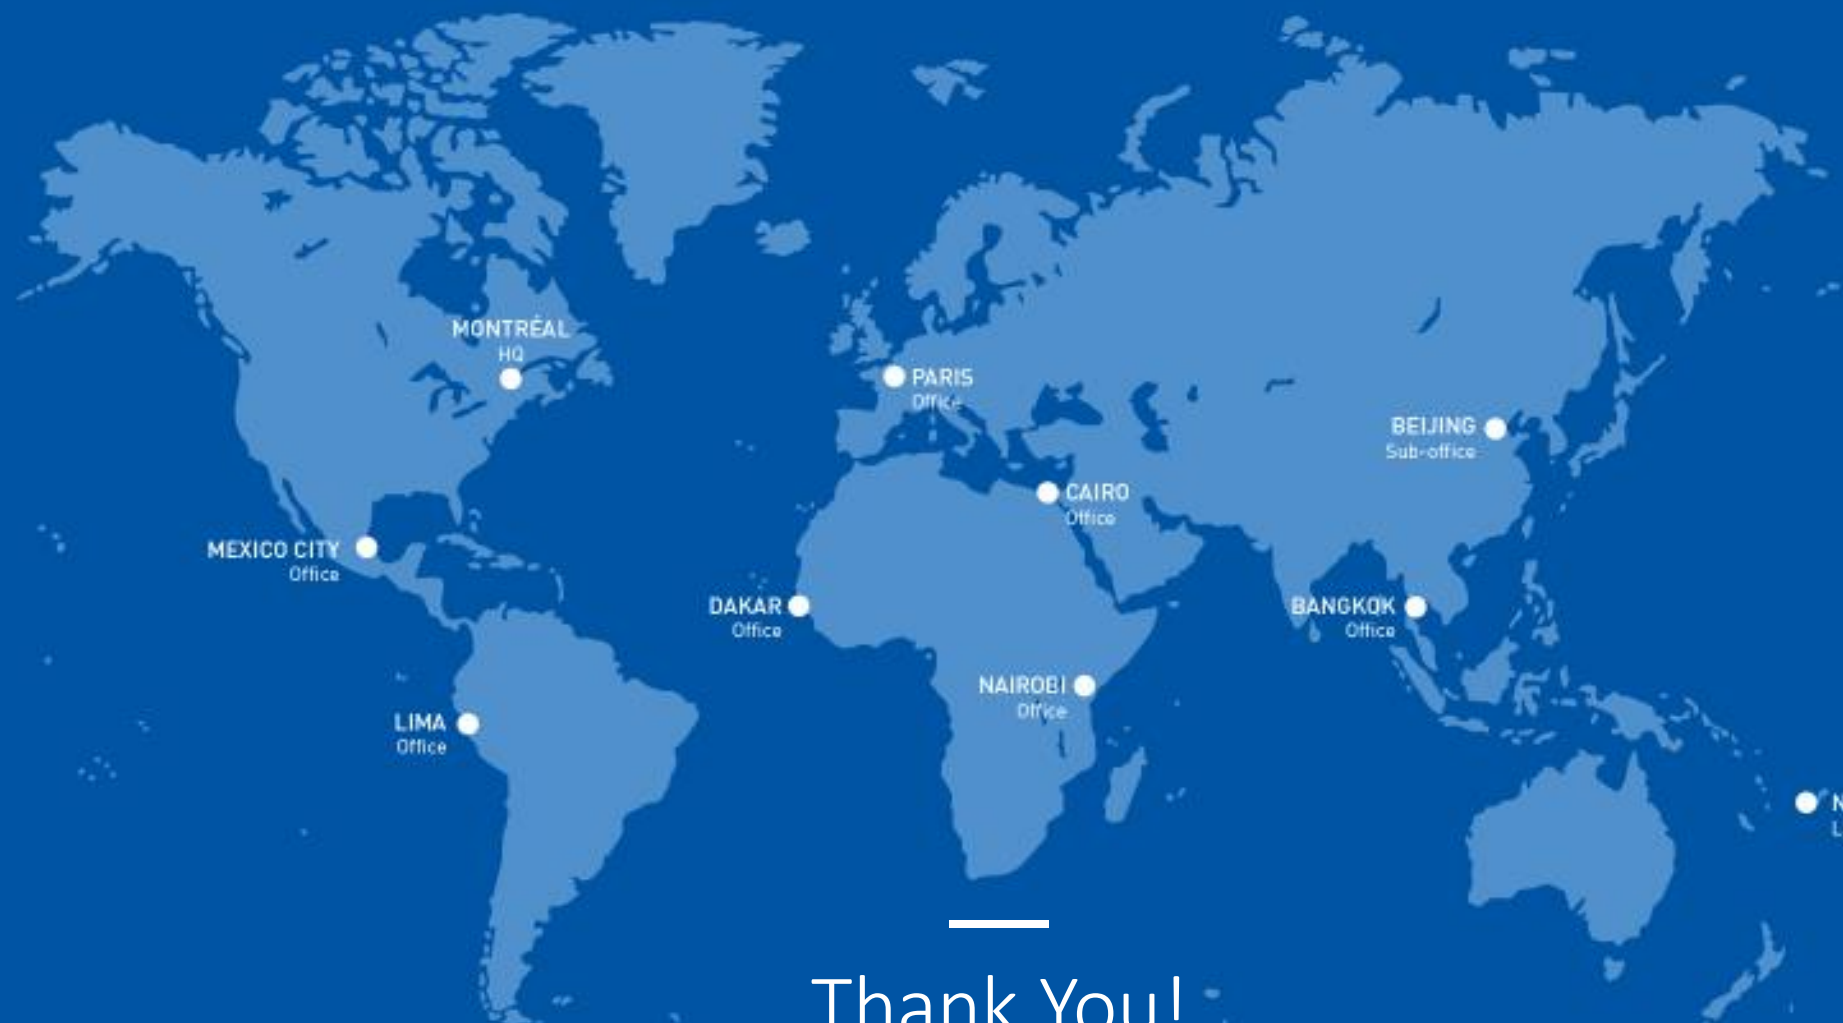 MONTRÉAL
HQ
PARIS
Office
BEIJING
Sub-office
CAIRO
Office
MEXICO CITY
Office
DAKAR
Office
BANGKOK
Office
NAIROBI
Office
LIMA
Office
Thank You!